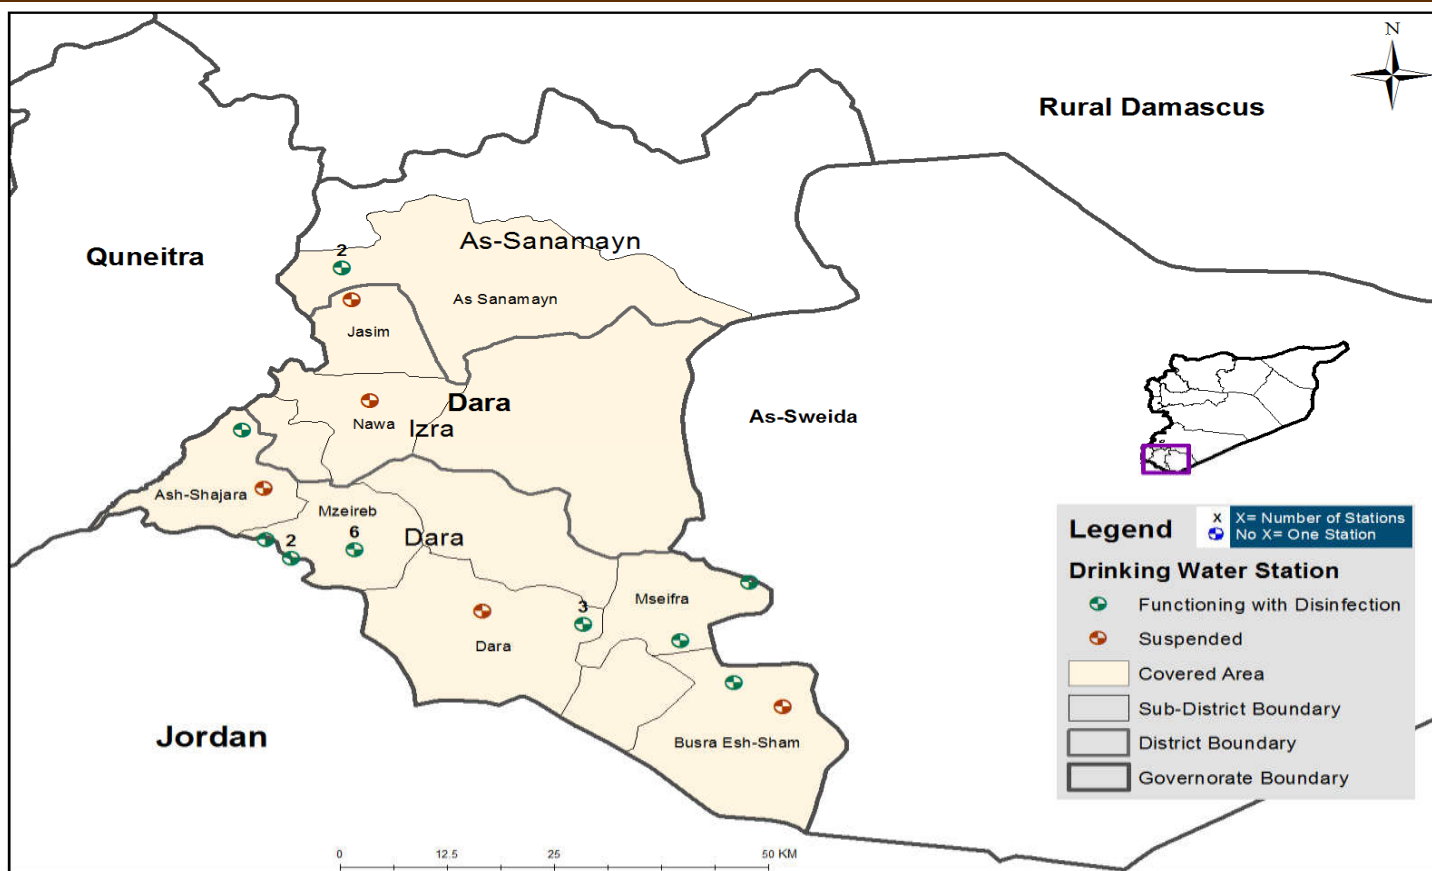 N
Rural Damascus
Quneitra
As-Sanamayn
2
As Sanamayn
Jasim
Dara
Nawa
Izra
As-Sweida
Ash-Shajara
Mzeireb
6
2
Dara
Mseifra
3
Dara
Busra Esh-Sham
Jordan
Legend
X
X= Number of Stations
No X= One Station
Drinking Water Station
Functioning with Disinfection
Suspended
Covered Area
Sub-District Boundary
District Boundary
Governorate Boundary
0 12.5 25 50 KM